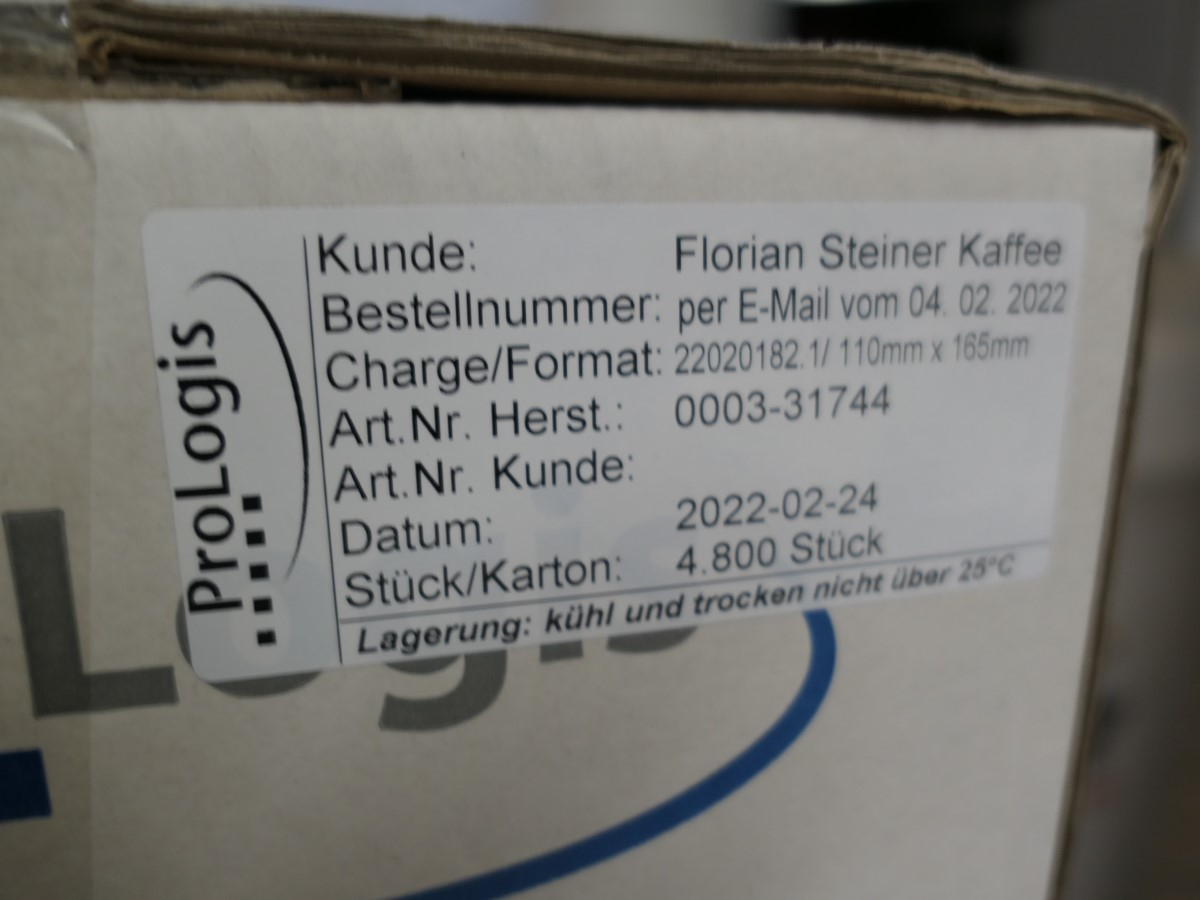 ProLogis
Kunde: Florian Steiner Kaffee
Bestellnummer: per E-Mail vom 04. 02. 2022
Charge/Format: 22020182.1/ 110mm x 165mm
Art.Nr. Herst.: 0003-31744
Art.Nr. Kunde:
Datum: 2022-02-24
Stück/Karton: 4.800 Stück
Lagerung: kühl und trocken nicht über 25°C
Logis